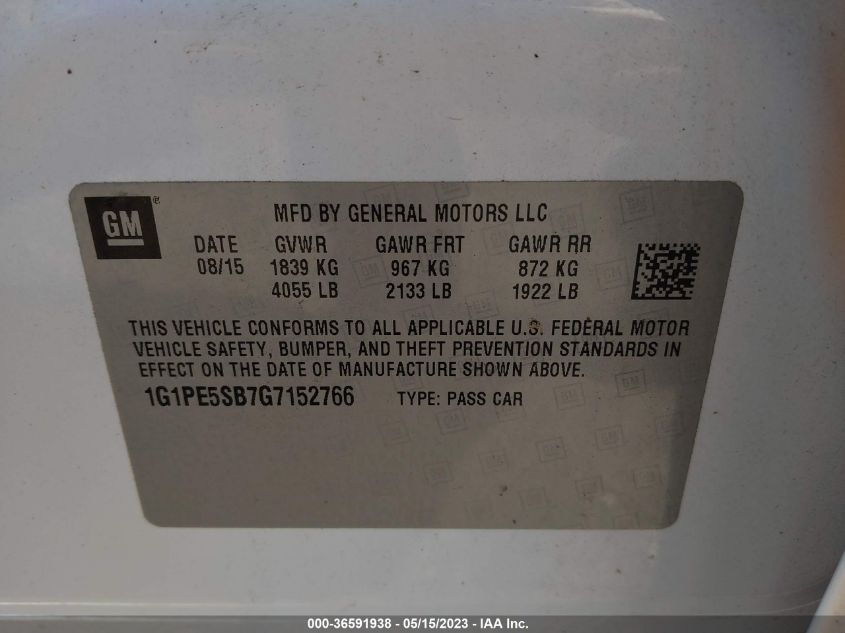 GM®
MFD BY GENERAL MOTORS LLC
DATE GVWR GAWR FRT GAWR RR
08/15 1839 KG 967 KG 872 KG
4055 LB 2133 LB 1922 LB
THIS VEHICLE CONFORMS TO ALL APPLICABLE U.S. FEDERAL MOTOR
VEHICLE SAFETY, BUMPER, AND THEFT PREVENTION STANDARDS IN
EFFECT ON THE DATE OF MANUFACTURE SHOWN ABOVE.
1G1PE5SB7G7152766 TYPE: PASS CAR
000-36591938 - 05/15/2023 - IAA Inc.